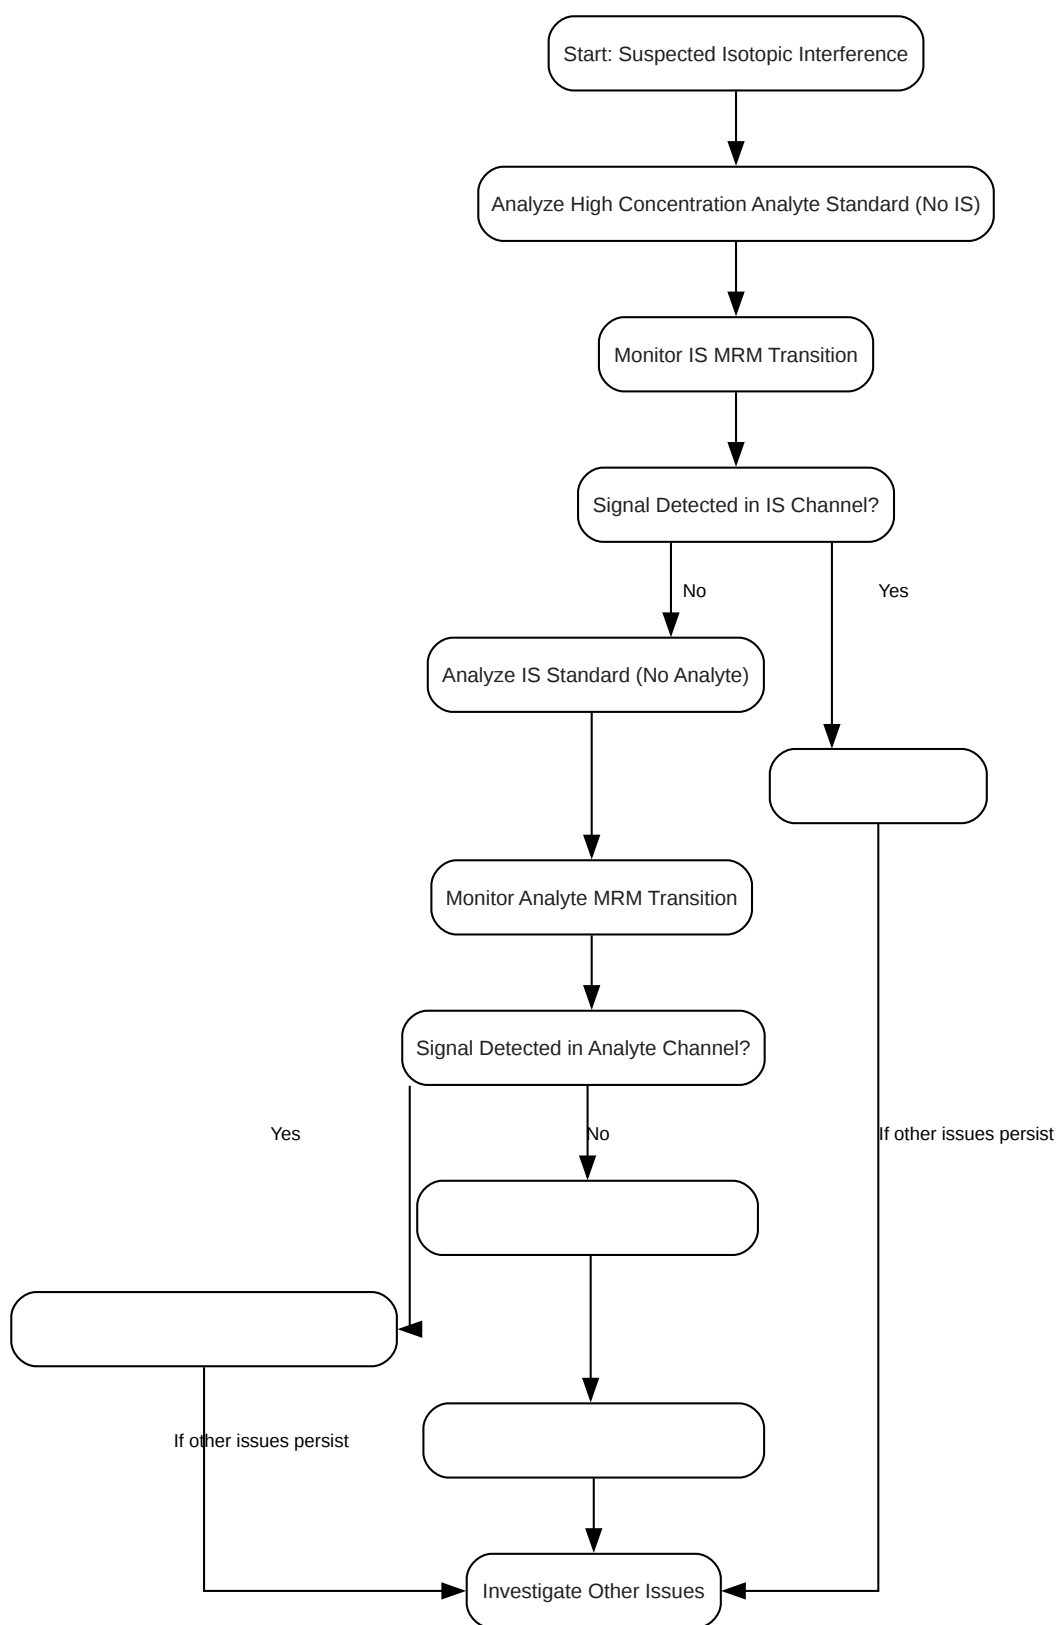 Start: Suspected Isotopic Interference
Analyze High Concentration Analyte Standard (No IS)
Monitor IS MRM Transition
Signal Detected in IS Channel?
No
Yes
Analyze IS Standard (No Analyte)
Monitor Analyte MRM Transition
Signal Detected in Analyte Channel?
Yes
No
If other issues persist
If other issues persist
Investigate Other Issues